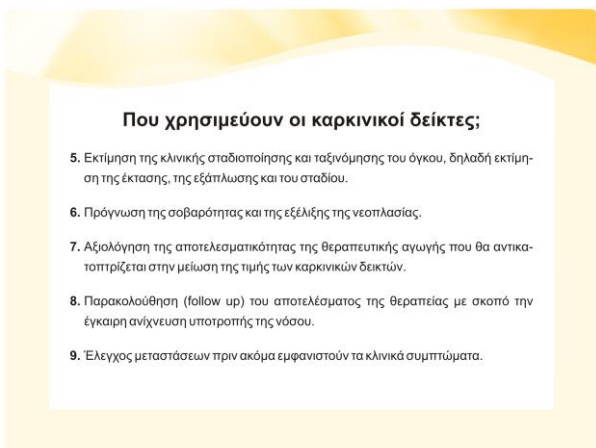 Που χρησιμεύουν οι καρκινικοί δείκτες;
5. Εκτίμηση της κλινικής σταδιοποίησης και ταξινόμησης του όγκου, δηλαδή εκτίμη-
ση της έκτασης, της εξάπλωσης και του σταδίου.
6. Πρόγνωση της σοβαρότητας και της εξέλιξης της νεοπλασίας.
7. Αξιολόγηση της αποτελεσματικότητας της θεραπευτικής αγωγής που θα αντικα-
τοπτρίζεται στην μείωση της τιμής των καρκινικών δεικτών.
8. Παρακολούθηση (follow up) του αποτελέσματος της θεραπείας με σκοπό την
έγκαιρη ανίχνευση υποτροπής της νόσου.
9. Έλεγχος μεταστάσεων πριν ακόμα εμφανιστούν τα κλινικά συμπτώματα.